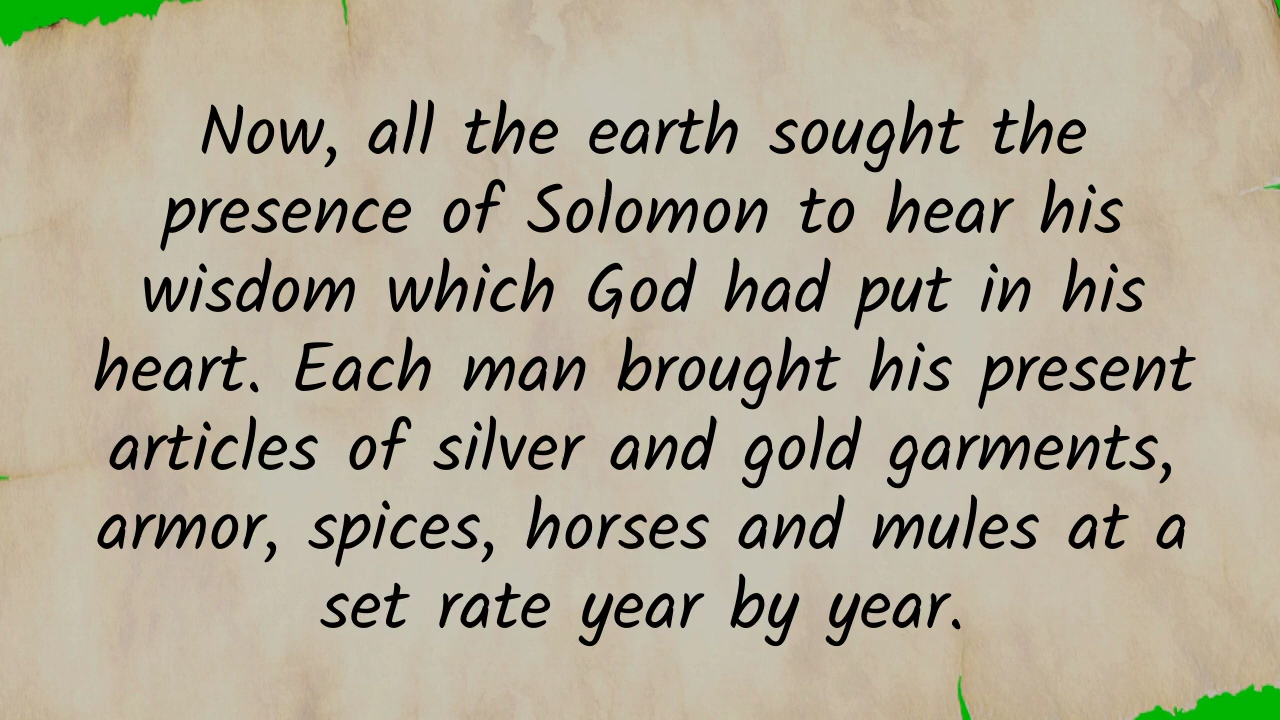 Now, all the earth sought the
presence of Solomon to hear his
wisdom which God had put in his
heart. Each man brought his present
articles of silver and gold garments,
armor, spices, horses and mules at a
set rate year by year.